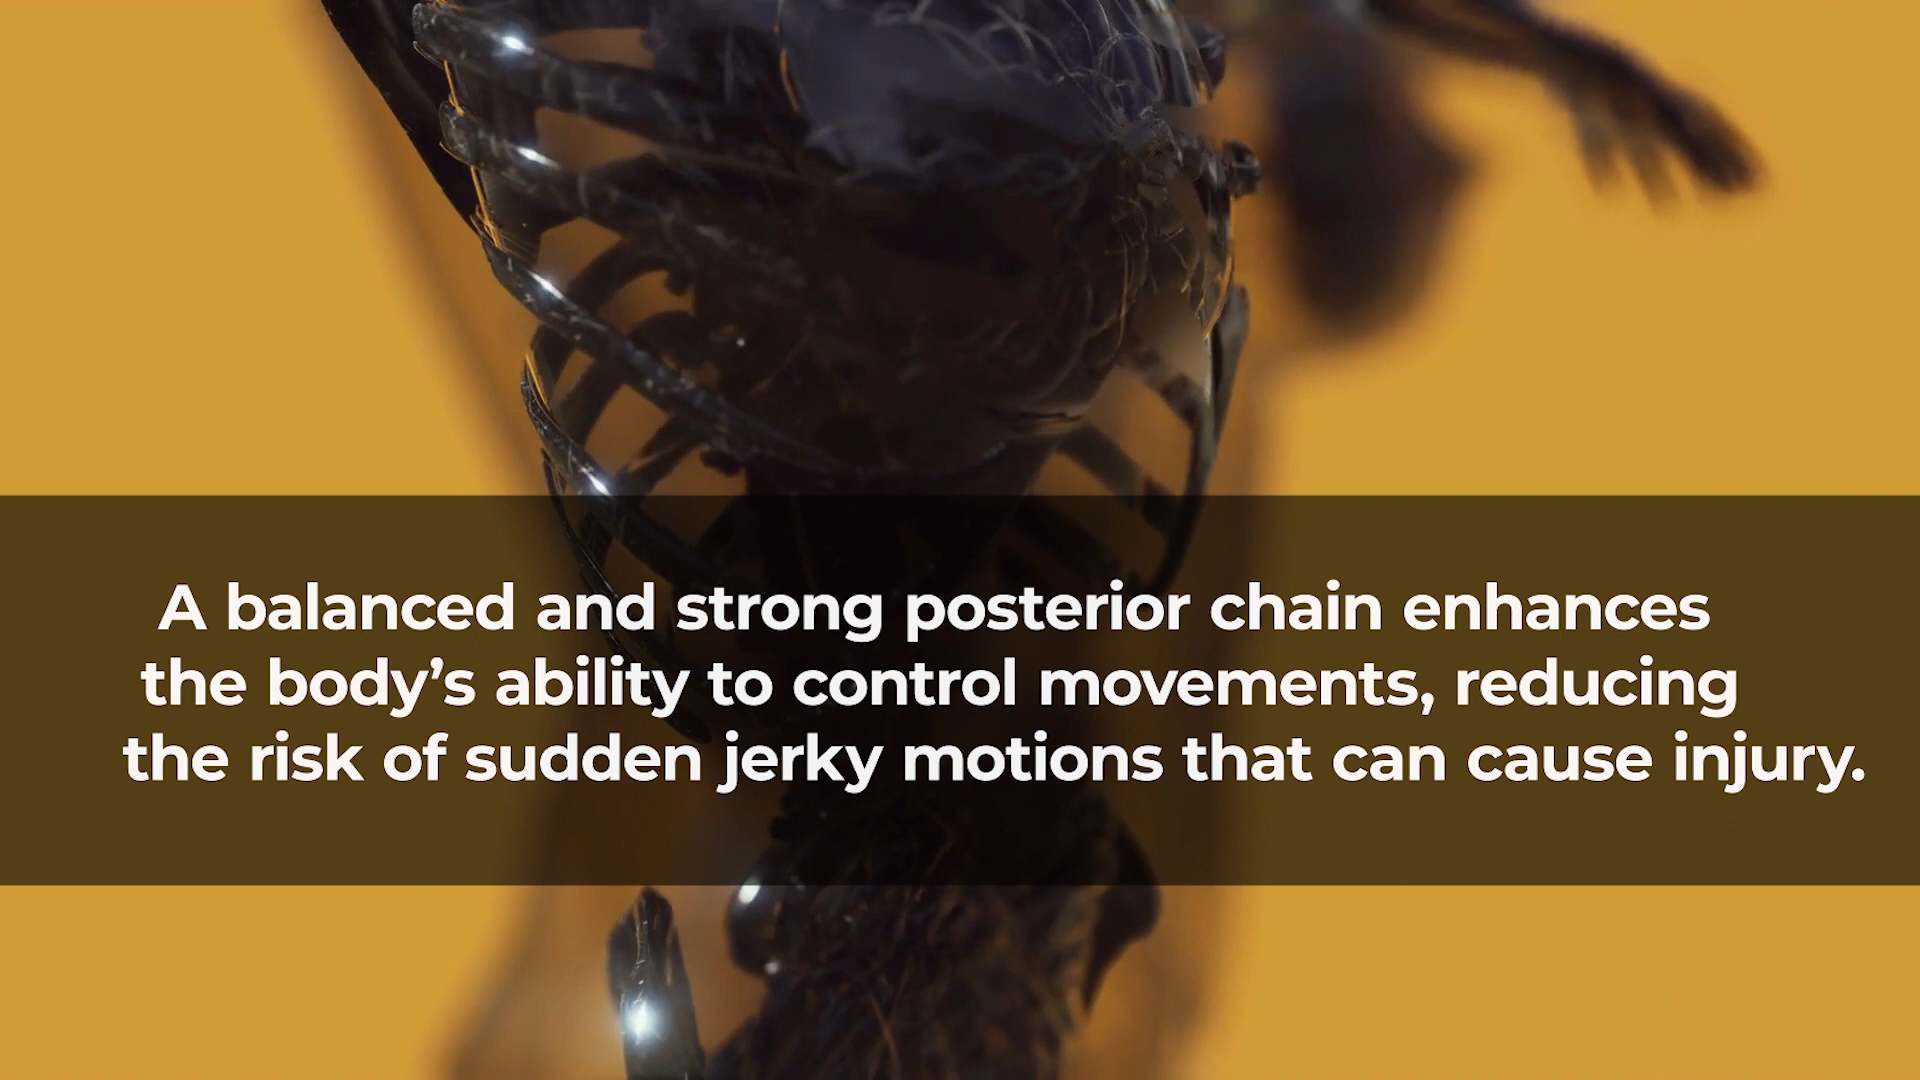 A balanced and strong posterior chain enhances
the body’s ability to control movements, reducing
the risk of sudden jerky motions that can cause injury.